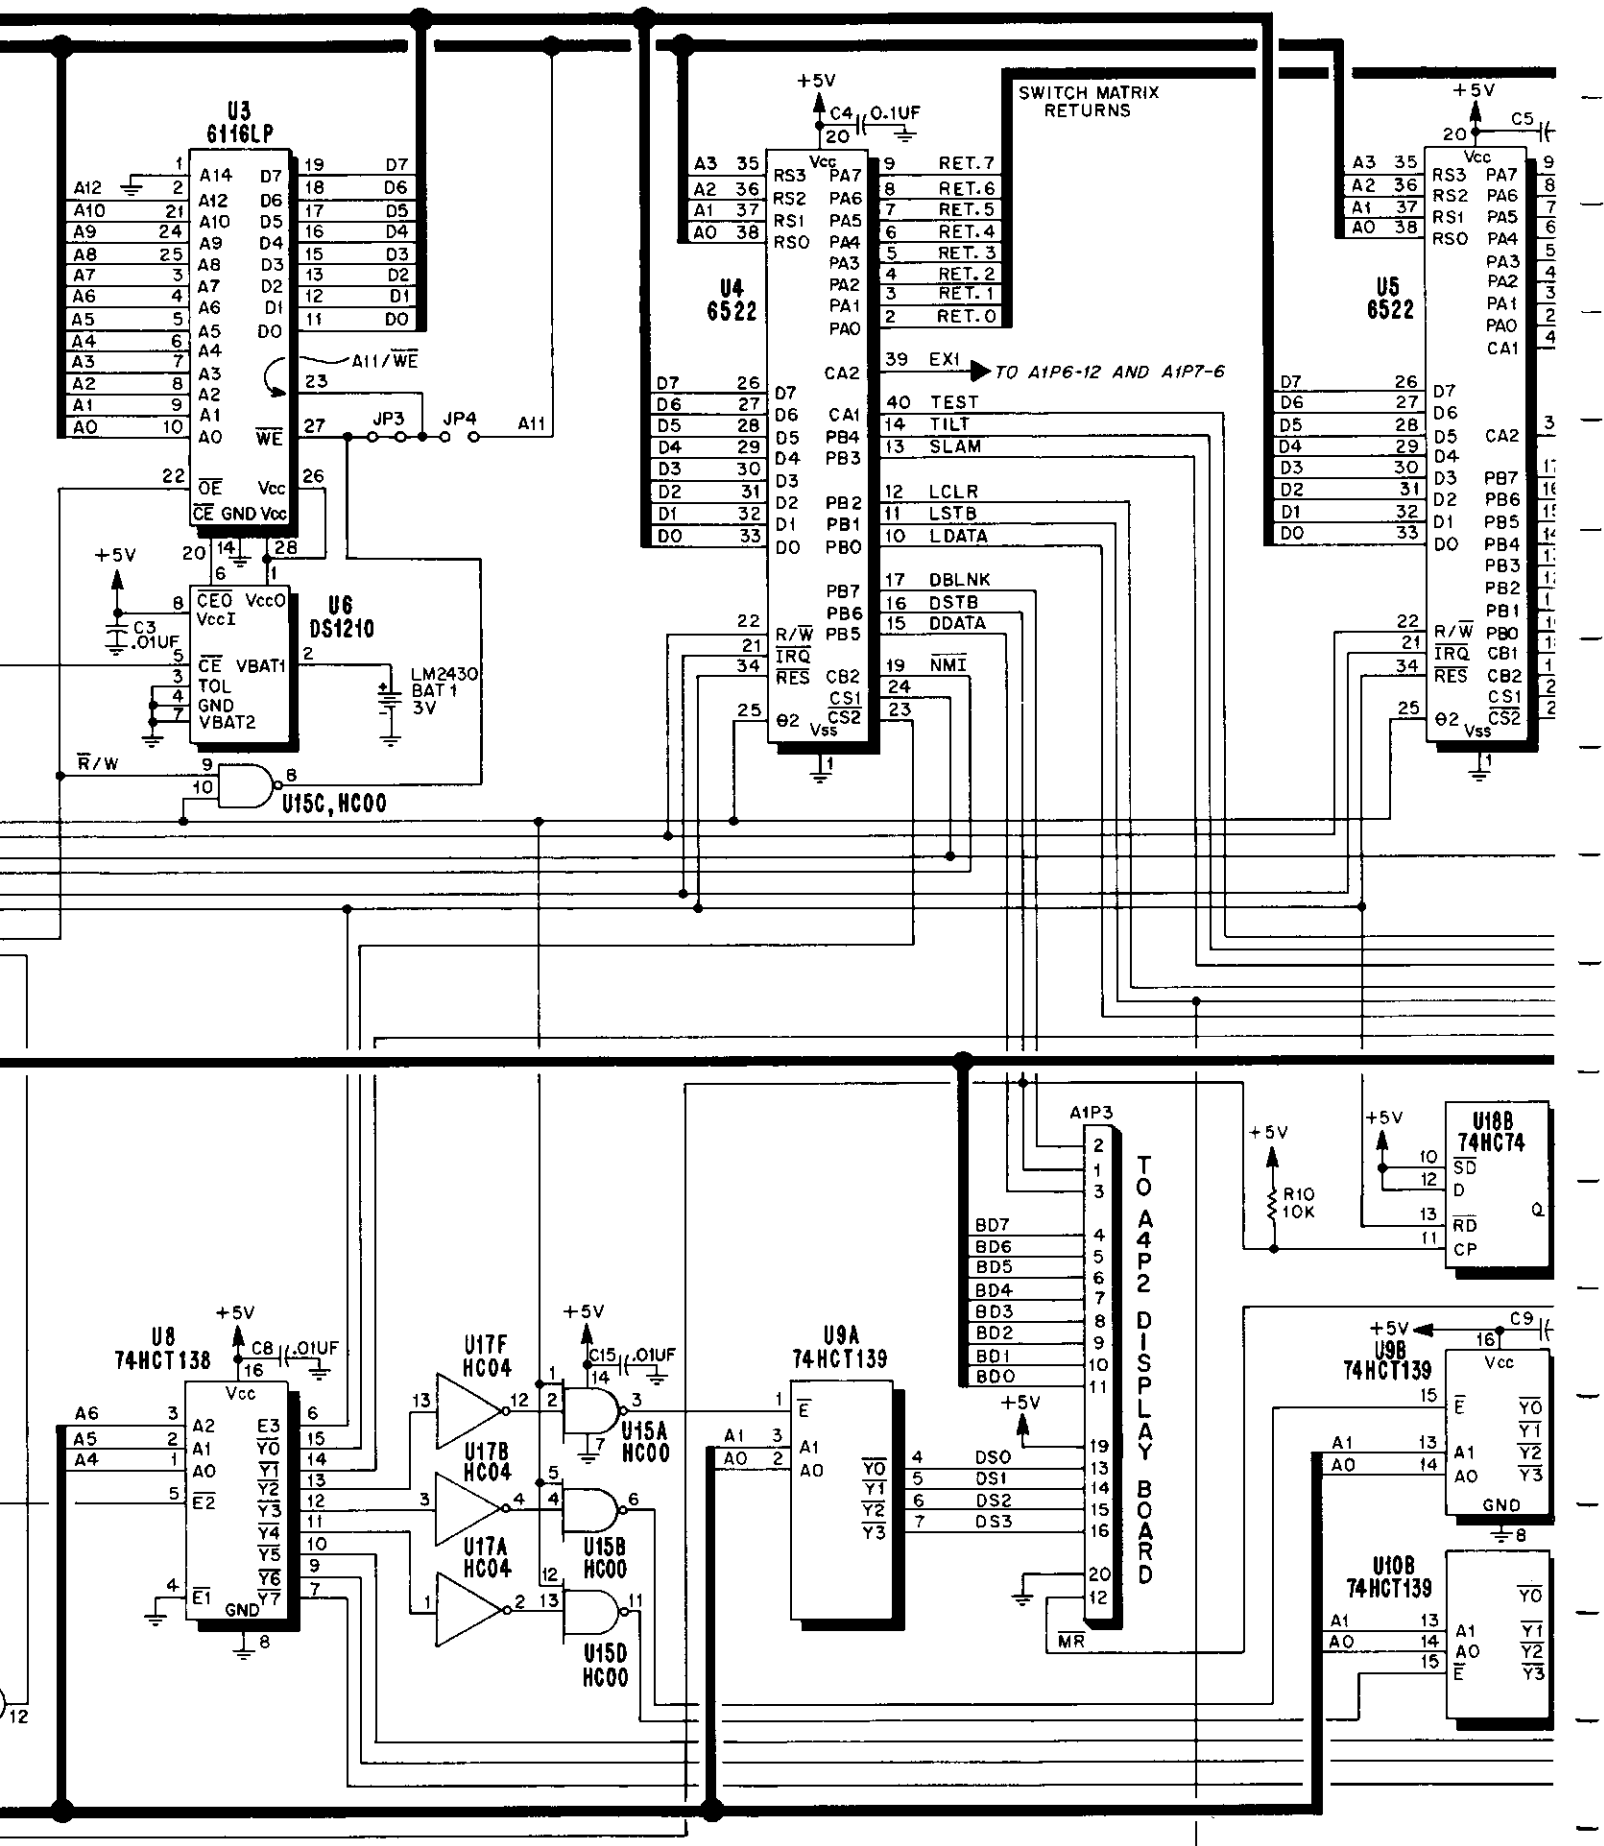 U3
6116LP
1 A14 D7 19 D7
A12 2 A12 D6 18 D6
A10 21 A10 D5 17 D5
A9 24 A9 D4 16 D4
A8 25 A8 D3 15 D3
A7 3 A7 D2 13 D2
A6 4 A6 D1 12 D1
A5 5 A5 D0 11 D0
A4 6 A4
A3 7 A3
A2 8 A2 23
A1 9 A1
A0 10 A0 WE 27
A11/WE
JP3 JP4 A11
22 OE Vcc 26
CE GND Vcc
20 14 28
+5V
6 1
8 CEO VccO
VccI
C3
.01UF
U6
DS1210
5 CE VBAT1 2
3 TOL
4 GND
7 VBAT2
LM2430
BAT 1
3V
R/W 9 8
10
U15C, HC00
+5V
C4 0.1UF
20
Vcc
A3 35 RS3 PA7 9 RET.7
A2 36 RS2 PA6 8 RET.6
A1 37 RS1 PA5 7 RET.5
A0 38 RS0 PA4 6 RET.4
PA3 5 RET.3
PA2 4 RET.2
PA1 3 RET.1
PA0 2 RET.0
U4
6522
SWITCH MATRIX
RETURNS
CA2 39 EX1 TO A1P6-12 AND A1P7-6
D7 26 D7
D6 27 D6 CA1 40 TEST
D5 28 D5 PB4 14 TILT
D4 29 D4 PB3 13 SLAM
D3 30 D3
D2 31 D2 PB2 12 LCLR
D1 32 D1 PB1 11 LSTB
D0 33 D0 PB0 10 LDATA
PB7 17 DBLNK
PB6 16 DSTB
22 R/W PB5 15 DDATA
21 IRQ
34 RES CB2 19 NMI
CS1 24
25 θ2 CS2 23
Vss
1
+5V
C5
20
Vcc
A3 35 RS3 PA7 9
A2 36 RS2 PA6 8
A1 37 RS1 PA5 7
A0 38 RS0 PA4 6
PA3 5
PA2 4
PA1 3
PA0 2
CA1 4
U5
6522
D7 26 D7
D6 27 D6
D5 28 D5 CA2 3
D4 29 D4
D3 30 D3 PB7
D2 31 D2 PB6
D1 32 D1 PB5
D0 33 D0 PB4
PB3
PB2
PB1
22 R/W PB0
21 IRQ CB1
34 RES CB2
CS1
25 θ2 CS2
Vss
1
A1P3
2
1
3
BD7 4
BD6 5
BD5 6
BD4 7
BD3 8
BD2 9
BD1 10
BD0 11
+5V
19
13
14
15
16
20
12
MR
TO A4P2 DISPLAY BOARD
+5V
R10
10K
+5V
U18B
74HC74
10 SD
12 D
Q
13 RD
11 CP
U8
74HCT138
+5V
C8 .01UF
16
Vcc
A6 3 A2 E3 6
A5 2 A1 Y0 15
A4 1 A0 Y1 14
Y2 13
5 E2 Y3 12
Y4 11
Y5 10
Y6 9
4 E1 Y7 7
GND
8
12
U17F
HC04
13 12
U17B
HC04
3 4
U17A
HC04
1 2
+5V
C15 .01UF
14
1
2 3
7
U15A
HC00
5
4 6
U15B
HC00
12
13 11
U15D
HC00
U9A
74HCT139
1 E
A1 3 A1
A0 2 A0
Y0 4 DS0
Y1 5 DS1
Y2 6 DS2
Y3 7 DS3
C9
+5V
16
Vcc
U9B
74HCT139
15 E Y0
Y1
A1 13 A1 Y2
A0 14 A0 Y3
GND
8
U10B
74HCT139
Y0
A1 13 A1 Y1
A0 14 A0 Y2
15 E Y3